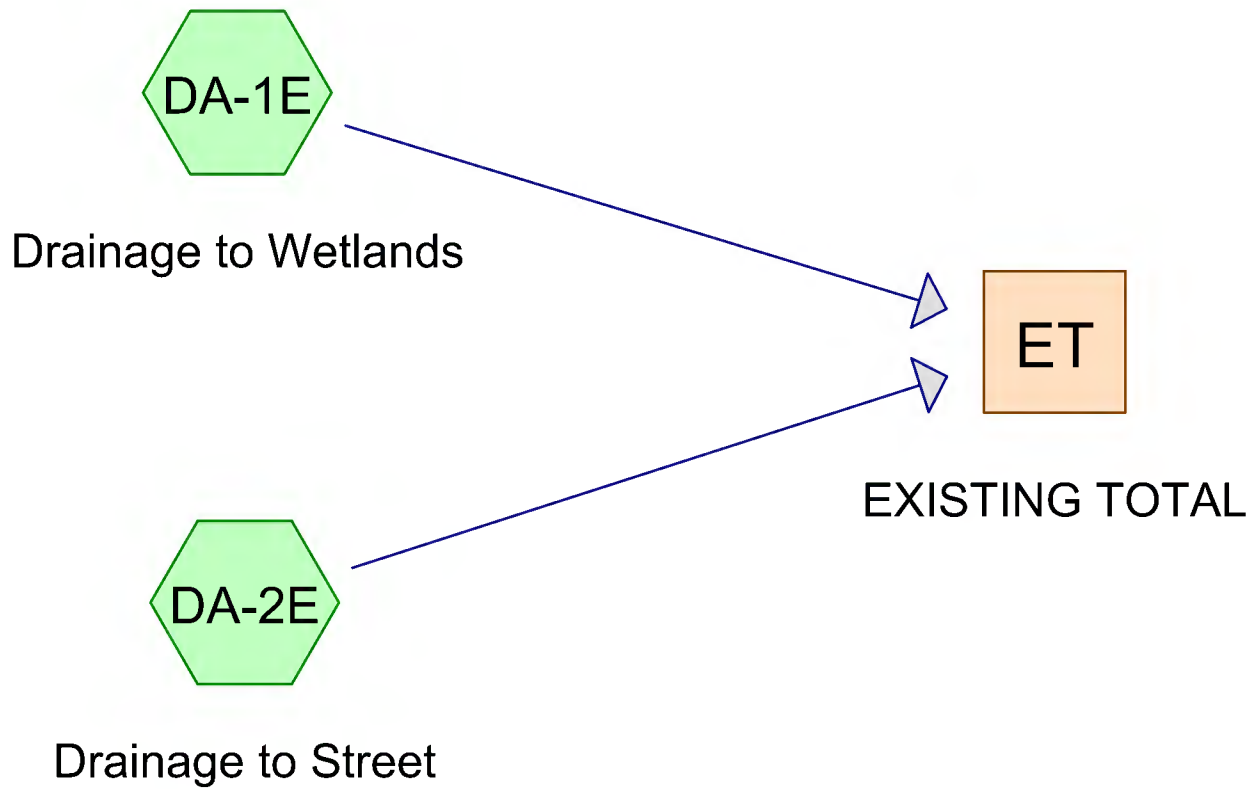 DA-1E
Drainage to Wetlands
ET
EXISTING TOTAL
DA-2E
Drainage to Street